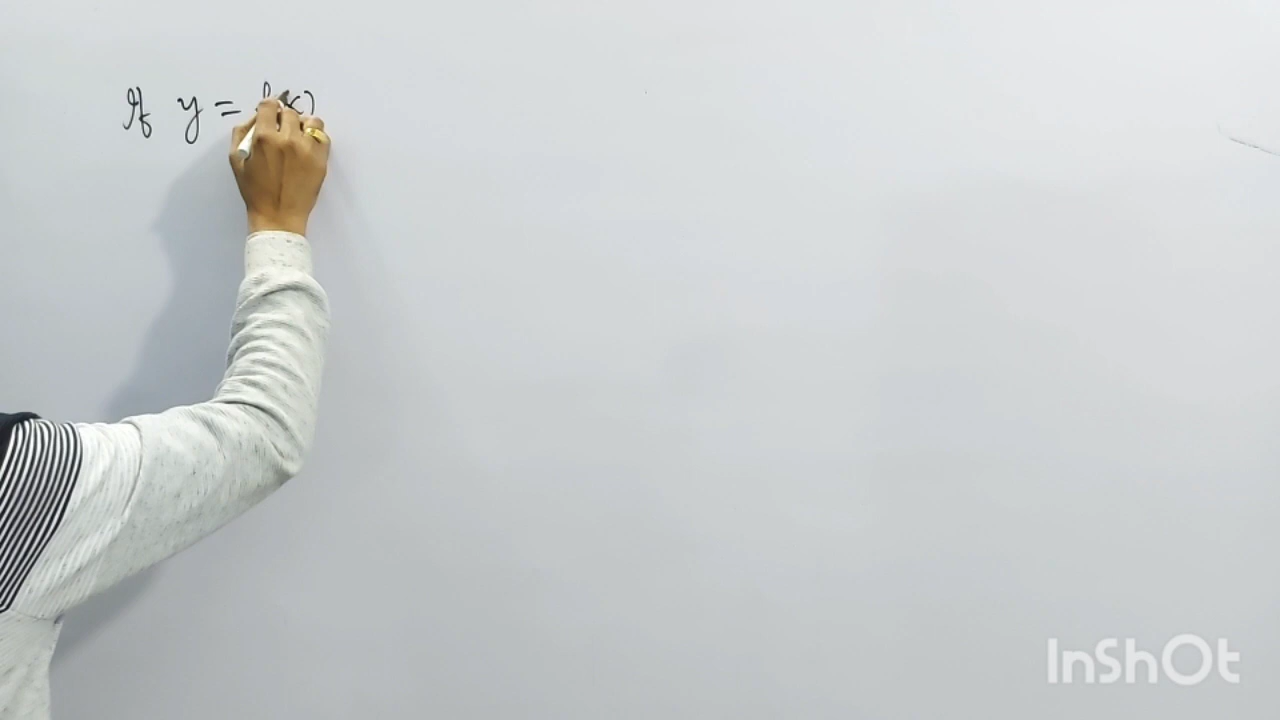 If y = f(x)
InShOt